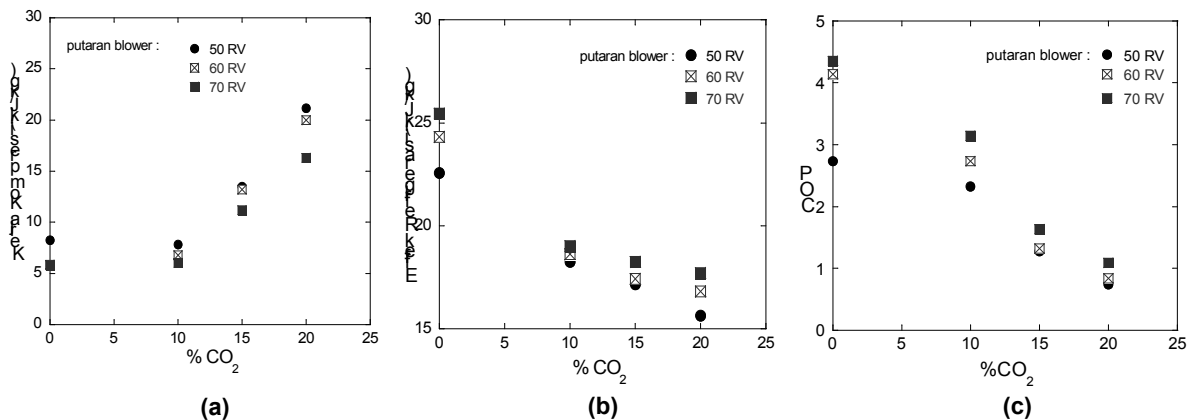 30
25
20
15
10
5
0
Kerja Kompresi (kJ/kg)
putaran blower :
50 RV
60 RV
70 RV
0 5 10 15 20 25
% CO2
(a)
30
25
20
15
Efek Refrigerasi (kJ/kg)
putaran blower :
50 RV
60 RV
70 RV
0 5 10 15 20 25
% CO2
(b)
5
4
3
2
1
0
COP
putaran blower :
50 RV
60 RV
70 RV
0 5 10 15 20 25
%CO2
(c)